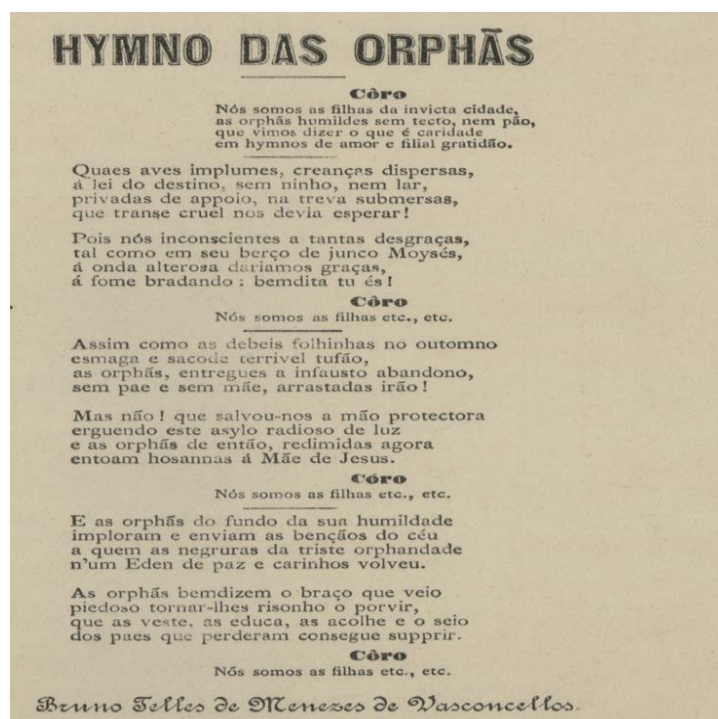 HYMNO DAS ORPHÃS
Côro
Nós somos as filhas da invicta cidade,
as orphãs humildes sem tecto, nem pão,
que vimos dizer o que é caridade
em hymnos de amor e filial gratidão.
Quaes aves implumes, creanças dispersas,
á lei do destino, sem ninho, nem lar,
privadas de appoio, na treva submersas,
que transe cruel nos devia esperar!
Pois nós inconscientes a tantas desgraças,
tal como em seu berço de junco Moysés,
á onda alterosa dariamos graças,
á fome bradando: bemdita tu és!
Côro
Nós somos as filhas etc., etc.
Assim como as debeis folhinhas no outomno
esmaga e sacode terrivel tufão,
as orphãs, entregues a infausto abandono,
sem pae e sem mãe, arrastadas irão!
Mas não! que salvou-nos a mão protectora
erguendo este asylo radioso de luz
e as orphãs de então, redimidas agora
entoam hosannas á Mãe de Jesus.
Córo
Nós somos as filhas etc., etc.
E as orphãs do fundo da sua humildade
imploram e enviam as bençãos do céu
a quem as negruras da triste orphandade
n'um Eden de paz e carinhos volveu.
As orphãs bemdizem o braço que veio
piedoso tornar-lhes risonho o porvir,
que as veste, as educa, as acolhe e o seio
dos paes que perderam consegue supprir.
Côro
Nós somos as filhas etc., etc.
Bruno Telles de Menezes de Vasconcellos.